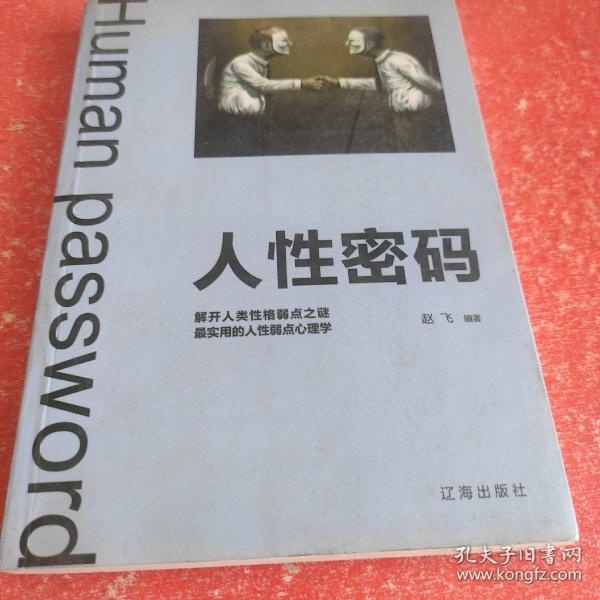 Human password
人性密码
解开人类性格弱点之谜
最实用的人性弱点心理学
赵飞 编著
辽海出版社
孔夫子旧书网
www.kongfz.com